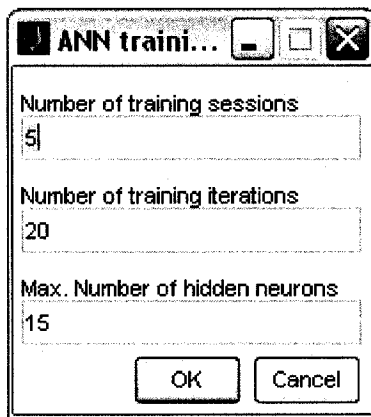 ANN traini...
Number of training sessions
5
Number of training iterations
20
Max. Number of hidden neurons
15
OK Cancel